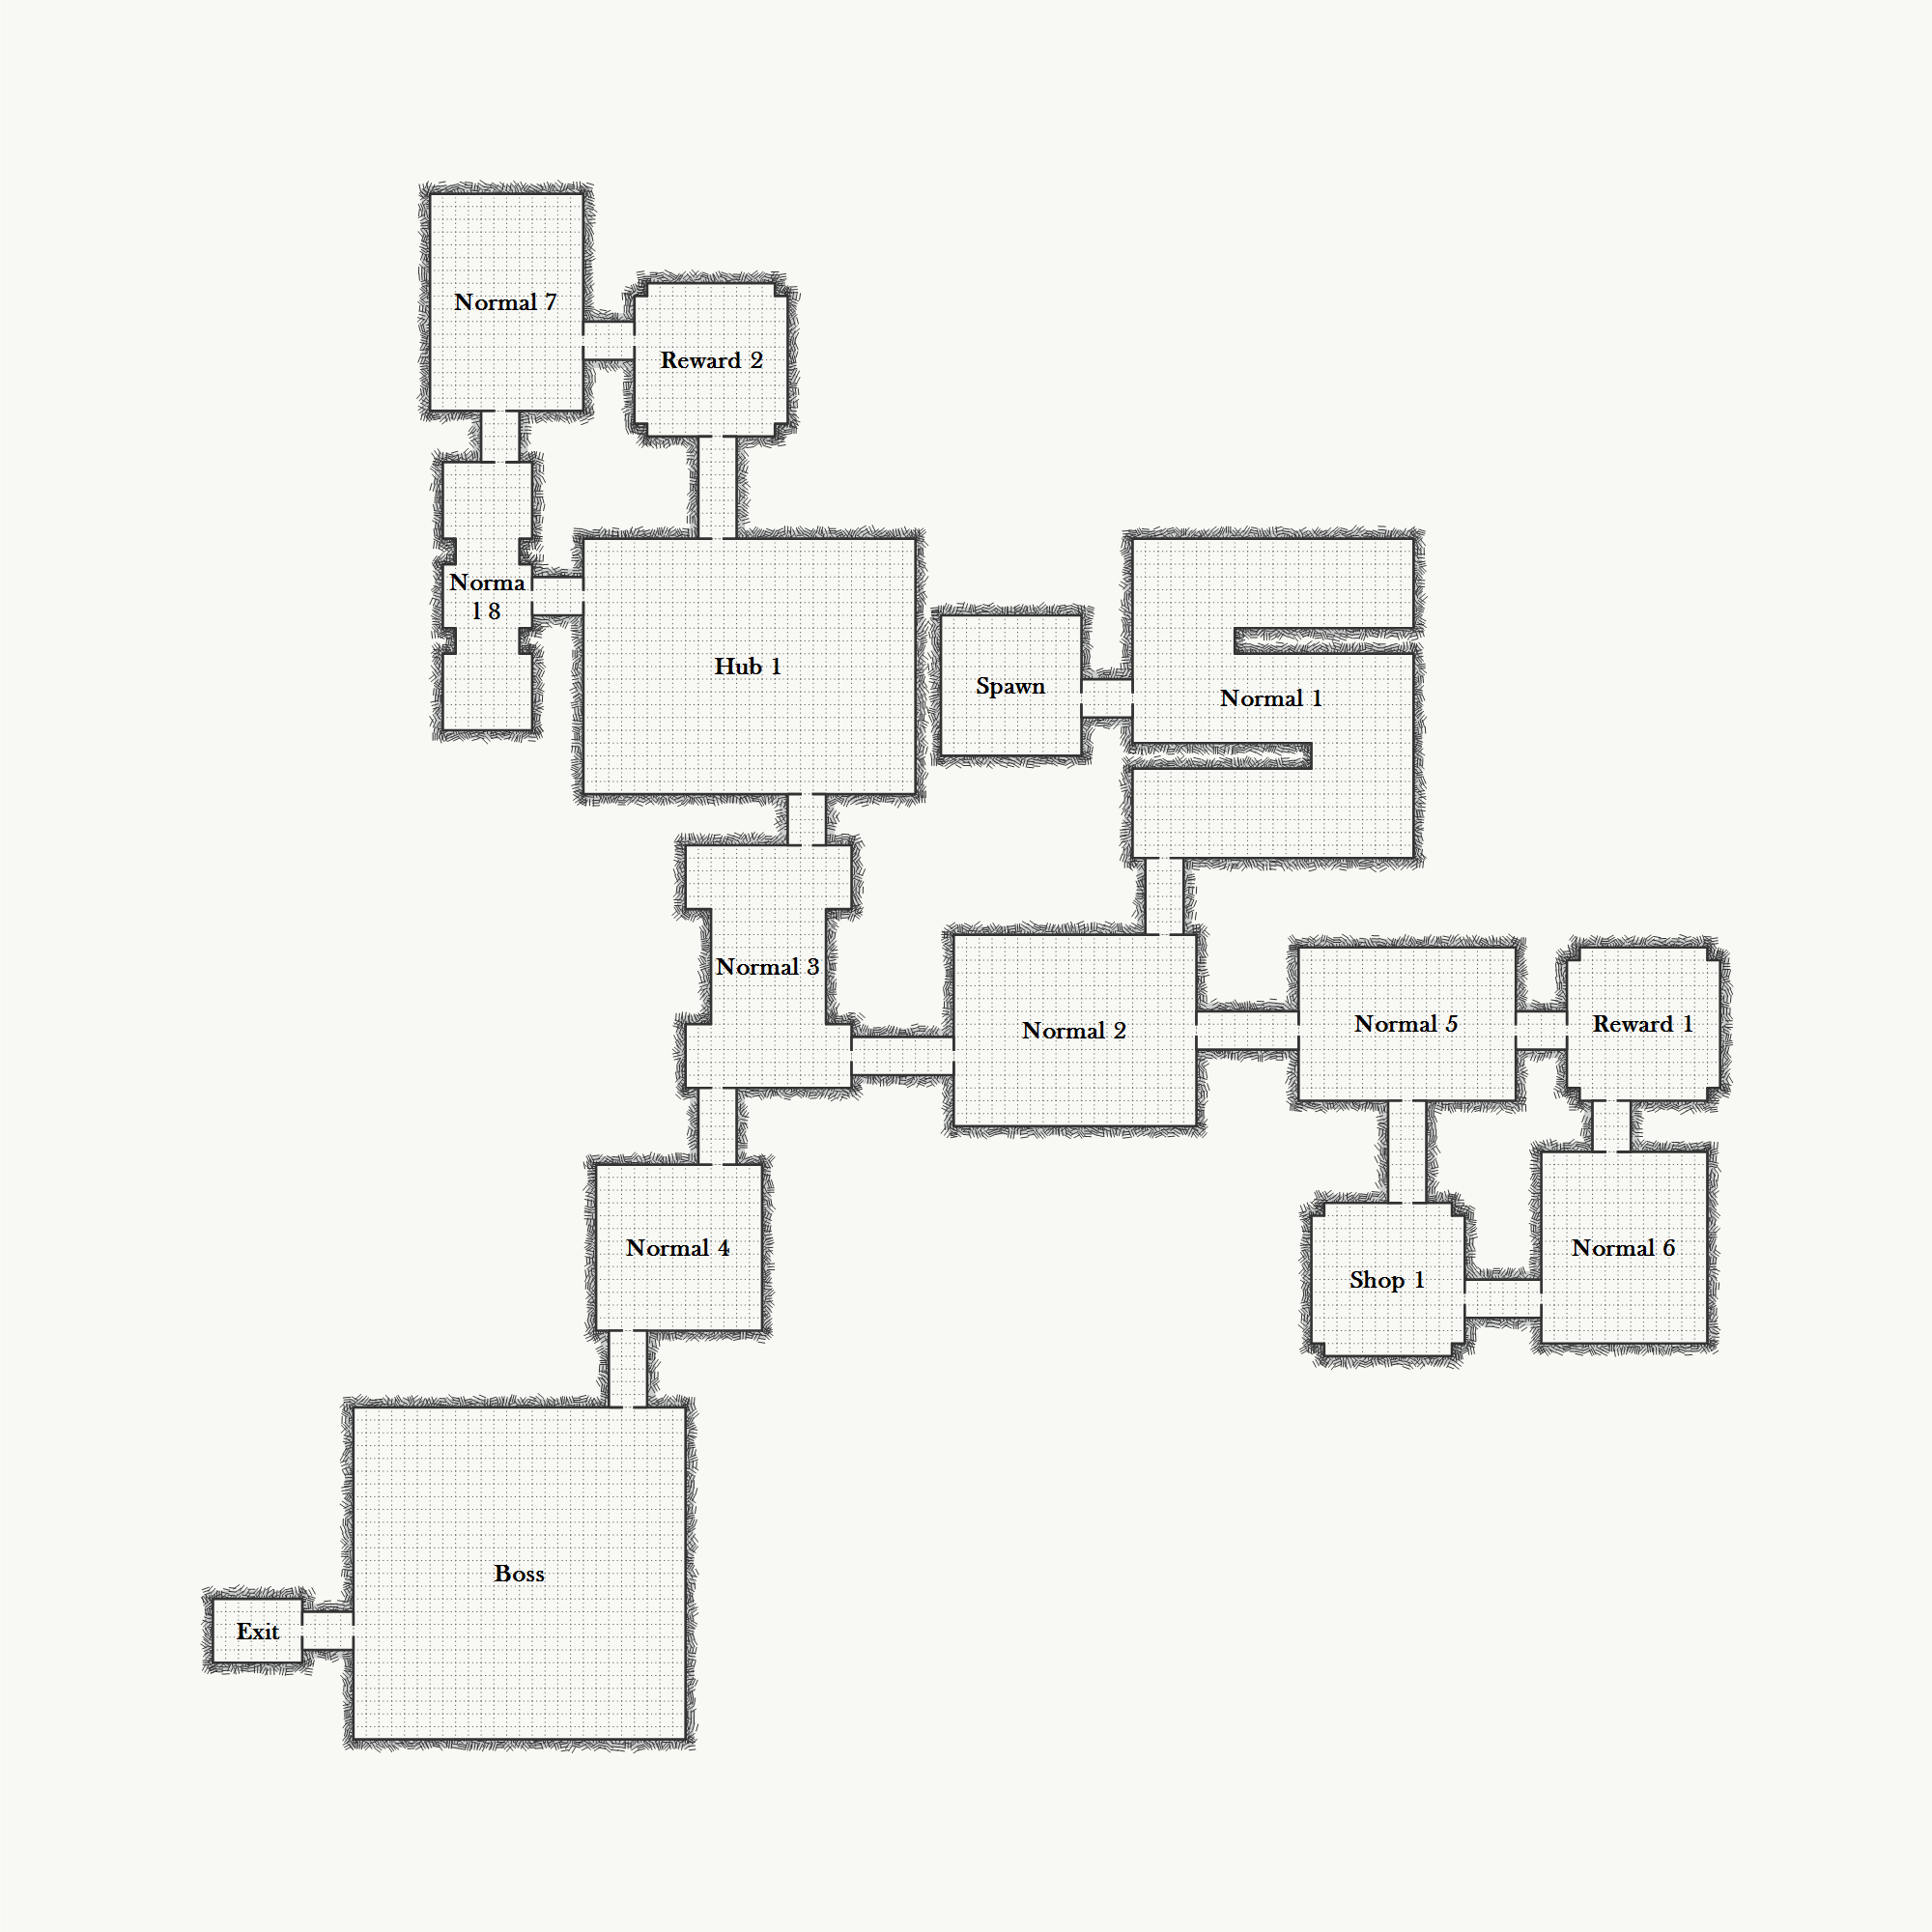 Normal 7
Reward 2
Norma
l 8
Hub 1
Spawn
Normal 1
Normal 3
Normal 2
Normal 5
Reward 1
Normal 4
Shop 1
Normal 6
Boss
Exit